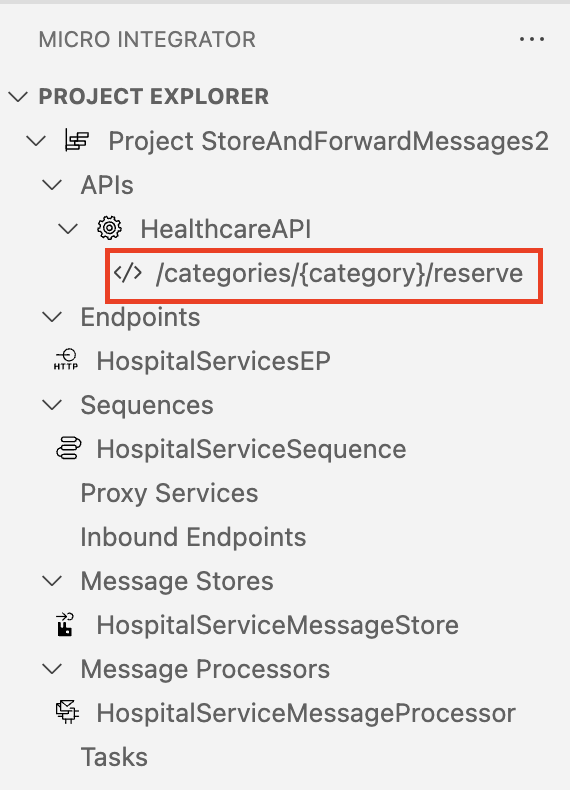 MICRO INTEGRATOR
PROJECT EXPLORER
Project StoreAndForwardMessages2
APIs
HealthcareAPI
</> /categories/{category}/reserve
Endpoints
HTTP HospitalServicesEP
Sequences
HospitalServiceSequence
Proxy Services
Inbound Endpoints
Message Stores
HospitalServiceMessageStore
Message Processors
HospitalServiceMessageProcessor
Tasks